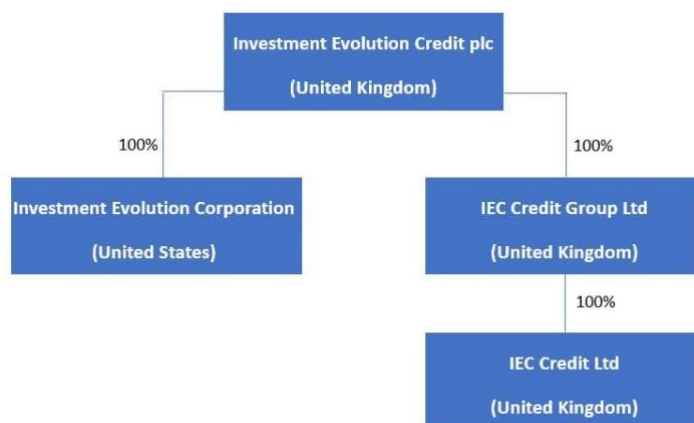 Investment Evolution Credit plc
(United Kingdom)
100%
100%
Investment Evolution Corporation
(United States)
IEC Credit Group Ltd
(United Kingdom)
100%
IEC Credit Ltd
(United Kingdom)